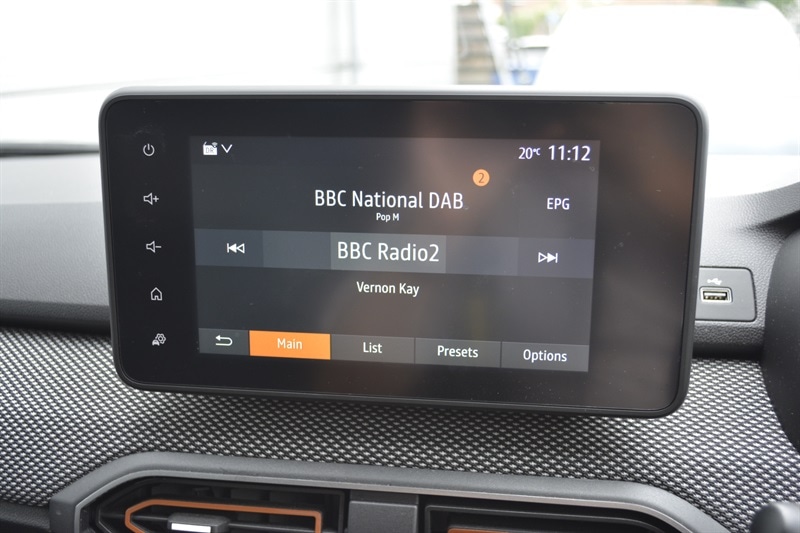 20°C 11:12
2
BBC National DAB
Pop M
EPG
BBC Radio2
Vernon Kay
Main List Presets Options